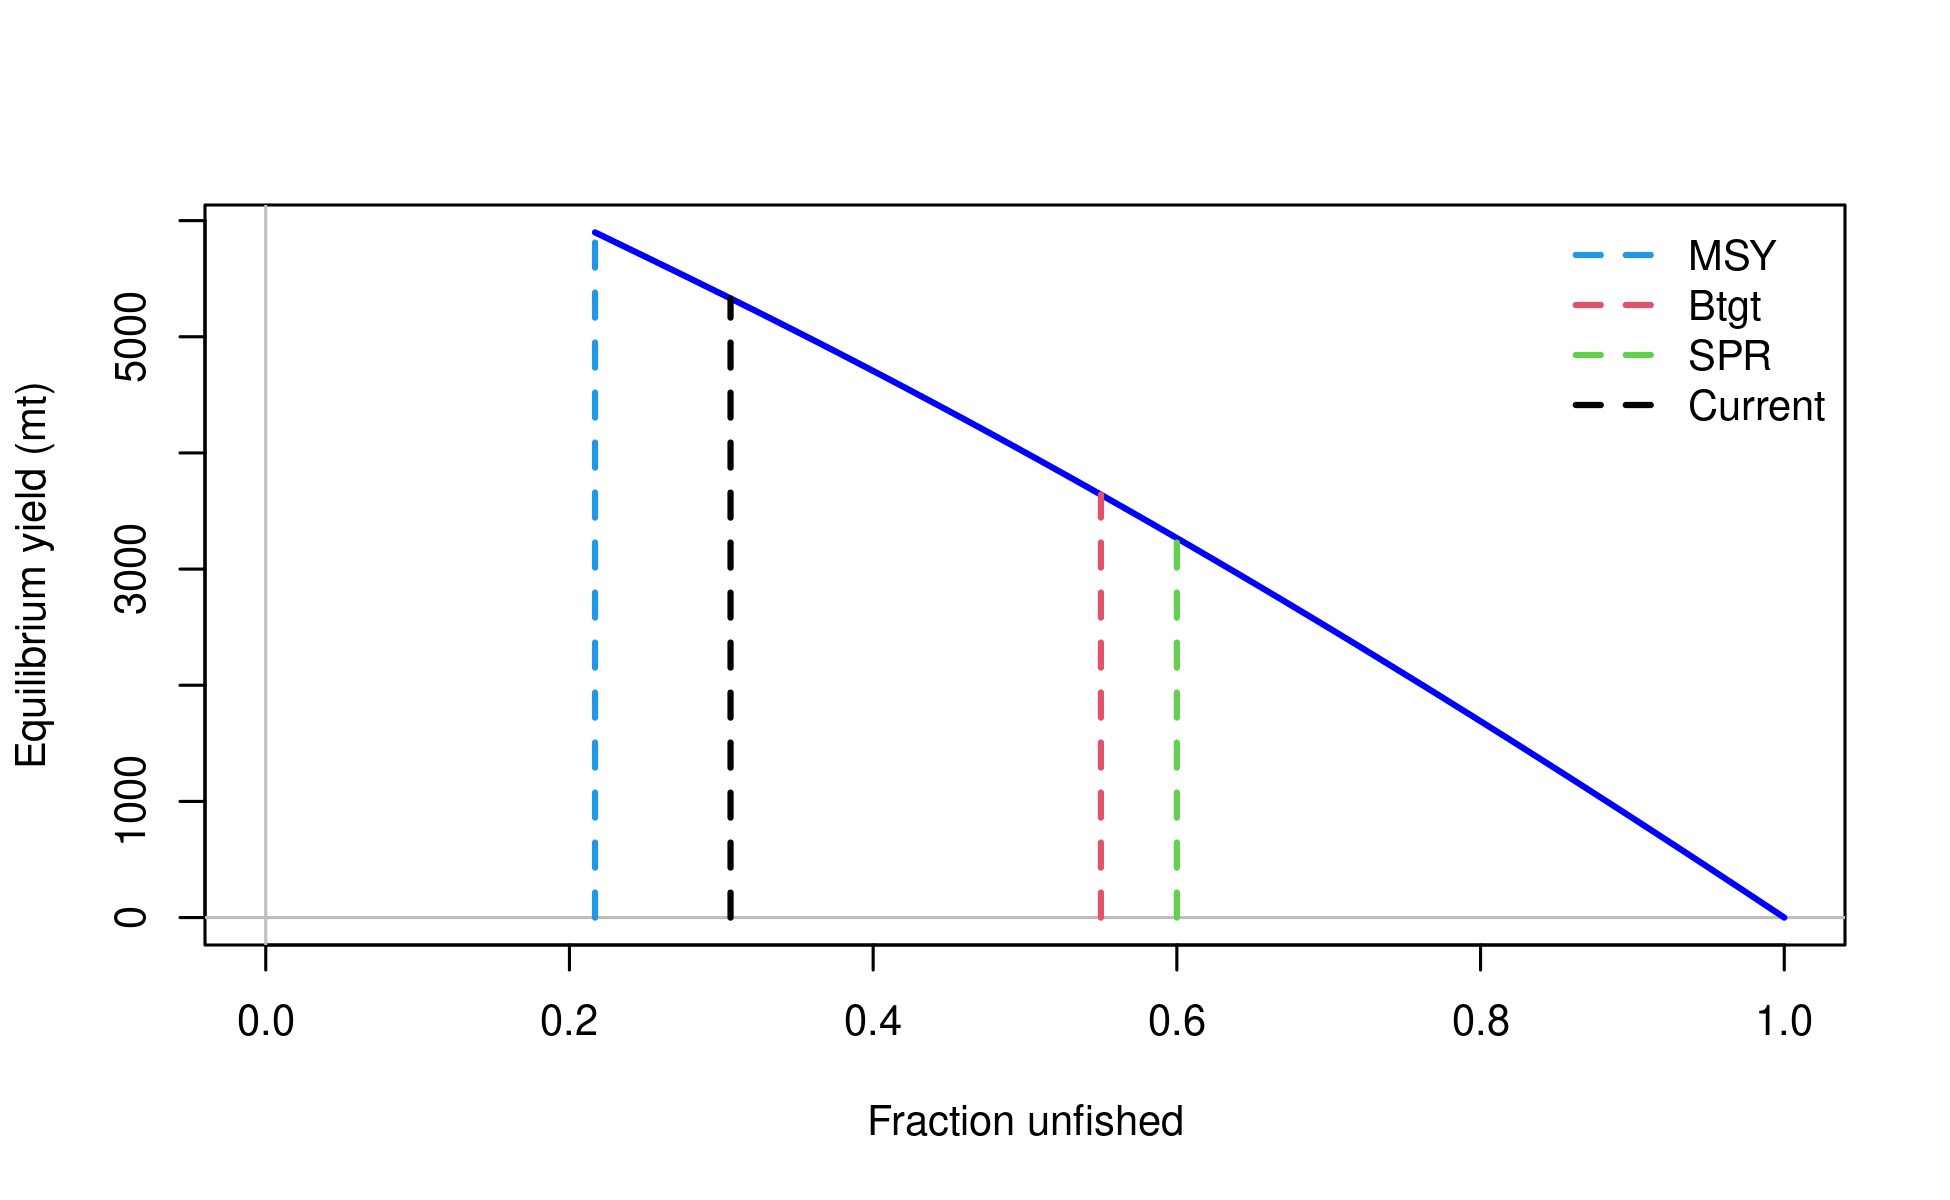 MSY
Btgt
SPR
Current
Equilibrium yield (mt)
5000
3000
1000
0
0.0 0.2 0.4 0.6 0.8 1.0
Fraction unfished